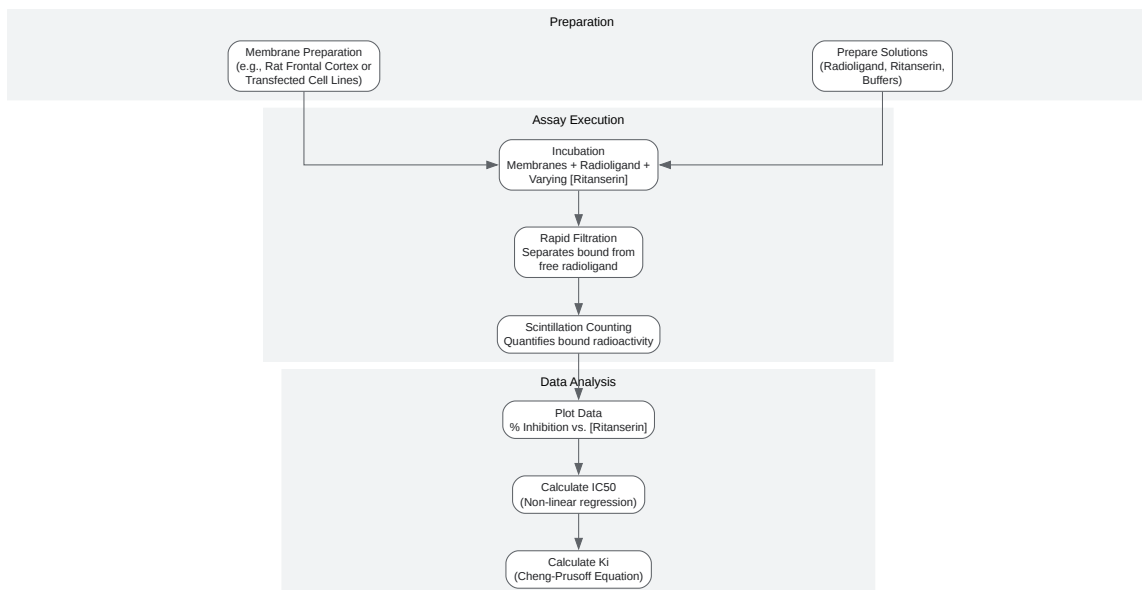 Preparation
Membrane Preparation
(e.g., Rat Frontal Cortex or
Transfected Cell Lines)
Prepare Solutions
(Radioligand, Ritanserin,
Buffers)
Assay Execution
Incubation
Membranes + Radioligand +
Varying [Ritanserin]
Rapid Filtration
Separates bound from
free radioligand
Scintillation Counting
Quantifies bound radioactivity
Data Analysis
Plot Data
% Inhibition vs. [Ritanserin]
Calculate IC50
(Non-linear regression)
Calculate Ki
(Cheng-Prusoff Equation)